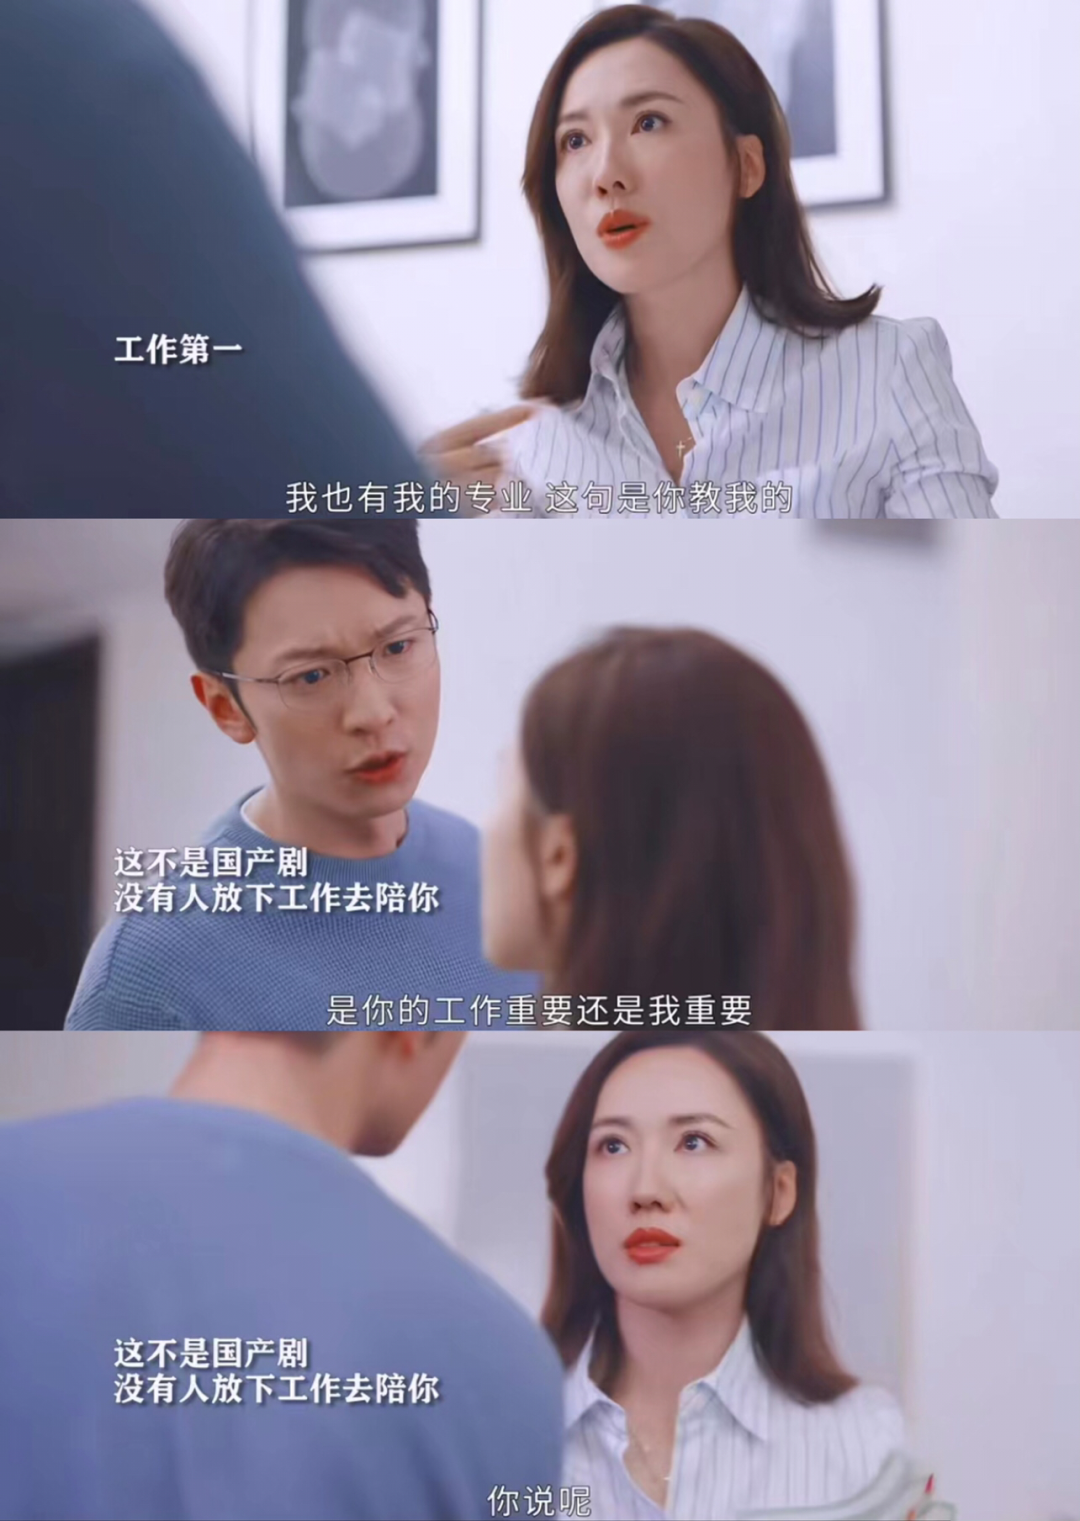 工作第一
我也有我的专业 这句是你教我的
这不是国产剧
没有人放下工作去陪你
是你的工作重要还是我重要
这不是国产剧
没有人放下工作去陪你
你说呢